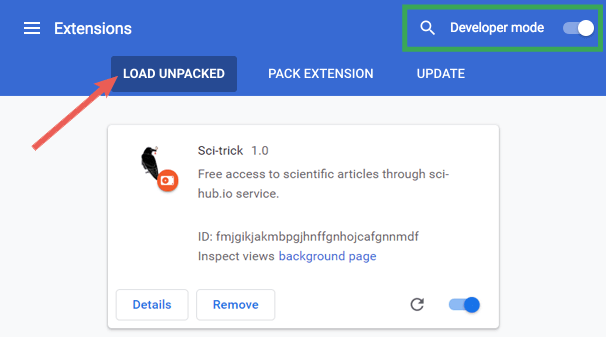 Extensions
Developer mode
LOAD UNPACKED
PACK EXTENSION
UPDATE
Sci-trick 1.0
Free access to scientific articles through sci-
hub.io service.
ID: fmjgikjakmbpgjhnffgnhojcafgnnmdf
Inspect views background page
Details
Remove